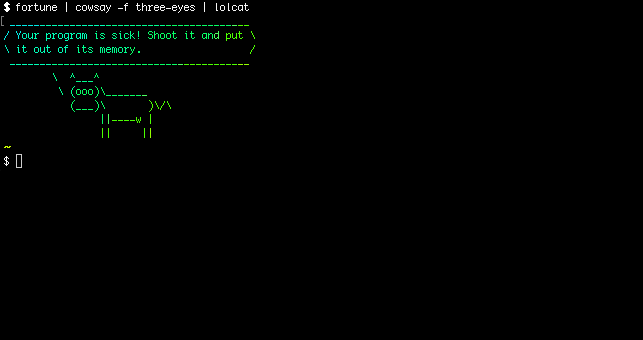 $ fortune | cowsay -f three-eyes | lolcat
 _________________________________________
/ Your program is sick! Shoot it and put \
\ it out of its memory.                  /
 ----------------------------------------
        \  ^___^
         \ (ooo)\_______
           (___)\       )\/\
                ||----w |
                ||     ||
~
$